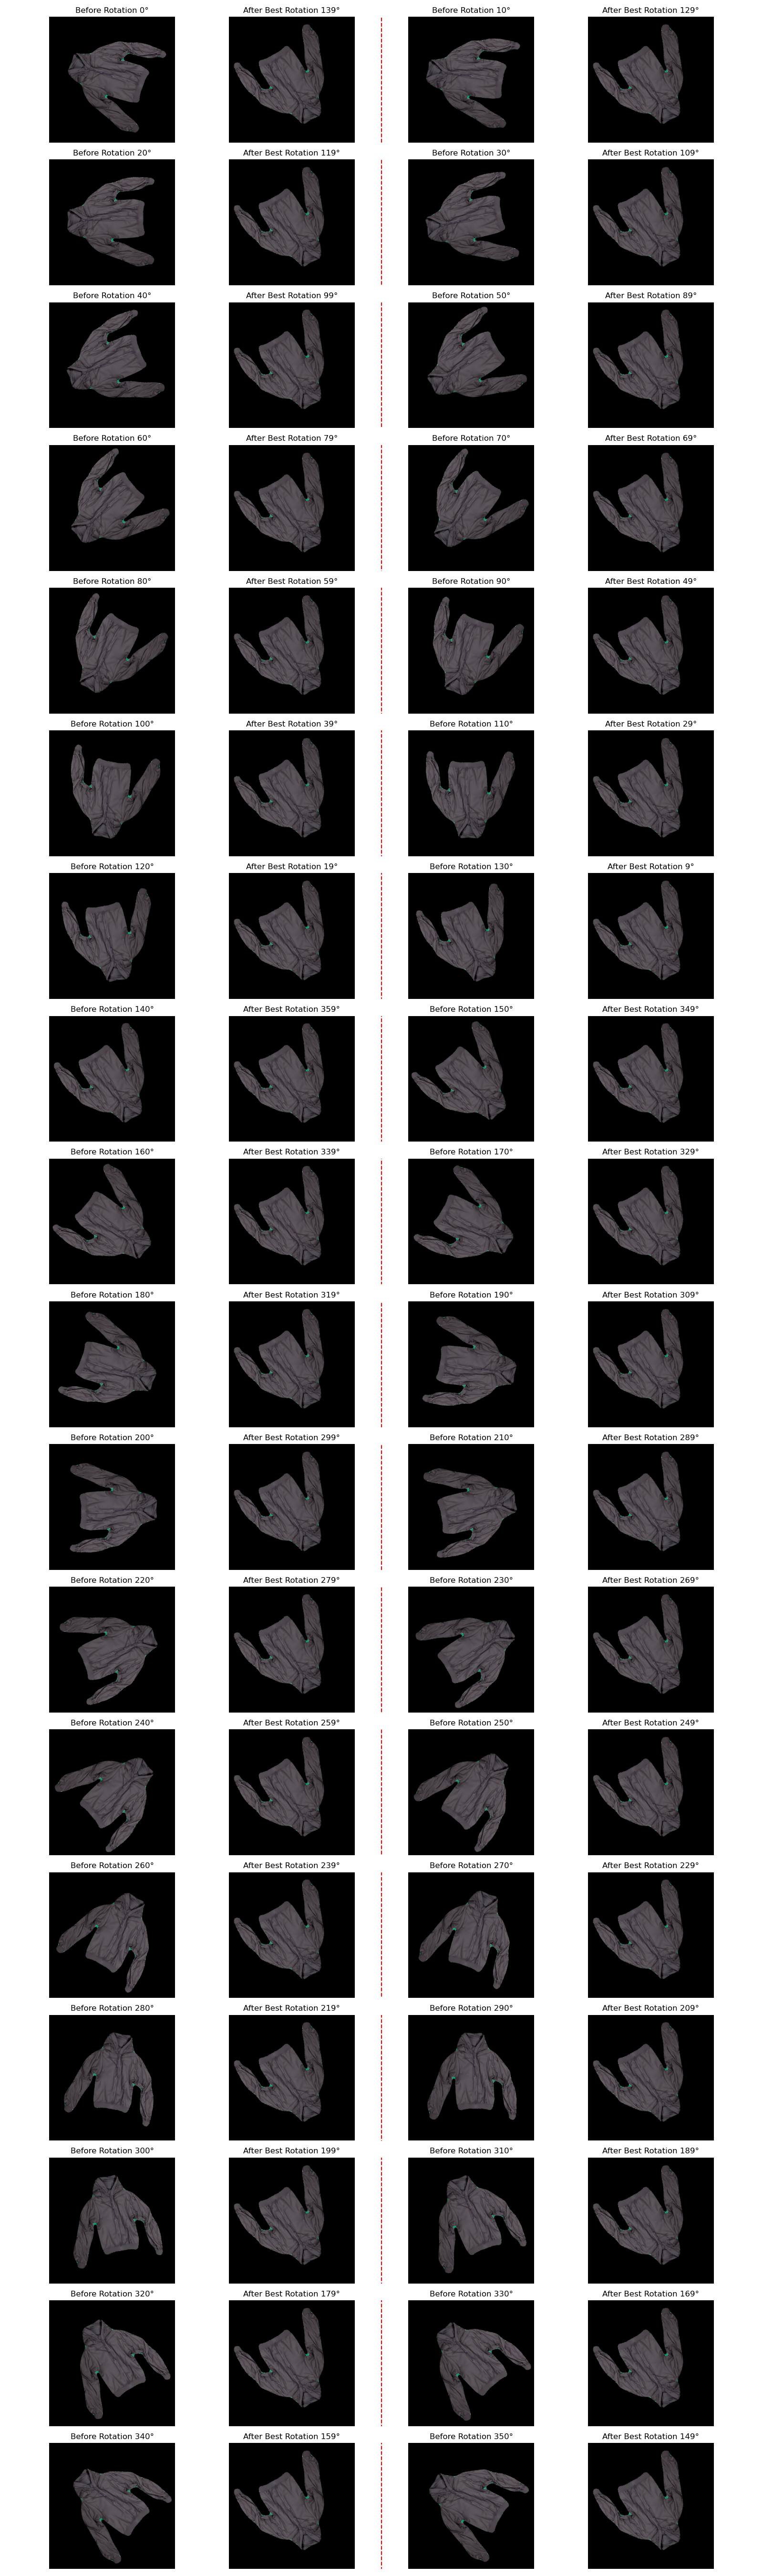 Before Rotation 0° After Best Rotation 139° Before Rotation 10° After Best Rotation 129°
Before Rotation 20° After Best Rotation 119° Before Rotation 30° After Best Rotation 109°
Before Rotation 40° After Best Rotation 99° Before Rotation 50° After Best Rotation 89°
Before Rotation 60° After Best Rotation 79° Before Rotation 70° After Best Rotation 69°
Before Rotation 80° After Best Rotation 59° Before Rotation 90° After Best Rotation 49°
Before Rotation 100° After Best Rotation 39° Before Rotation 110° After Best Rotation 29°
Before Rotation 120° After Best Rotation 19° Before Rotation 130° After Best Rotation 9°
Before Rotation 140° After Best Rotation 359° Before Rotation 150° After Best Rotation 349°
Before Rotation 160° After Best Rotation 339° Before Rotation 170° After Best Rotation 329°
Before Rotation 180° After Best Rotation 319° Before Rotation 190° After Best Rotation 309°
Before Rotation 200° After Best Rotation 299° Before Rotation 210° After Best Rotation 289°
Before Rotation 220° After Best Rotation 279° Before Rotation 230° After Best Rotation 269°
Before Rotation 240° After Best Rotation 259° Before Rotation 250° After Best Rotation 249°
Before Rotation 260° After Best Rotation 239° Before Rotation 270° After Best Rotation 229°
Before Rotation 280° After Best Rotation 219° Before Rotation 290° After Best Rotation 209°
Before Rotation 300° After Best Rotation 199° Before Rotation 310° After Best Rotation 189°
Before Rotation 320° After Best Rotation 179° Before Rotation 330° After Best Rotation 169°
Before Rotation 340° After Best Rotation 159° Before Rotation 350° After Best Rotation 149°